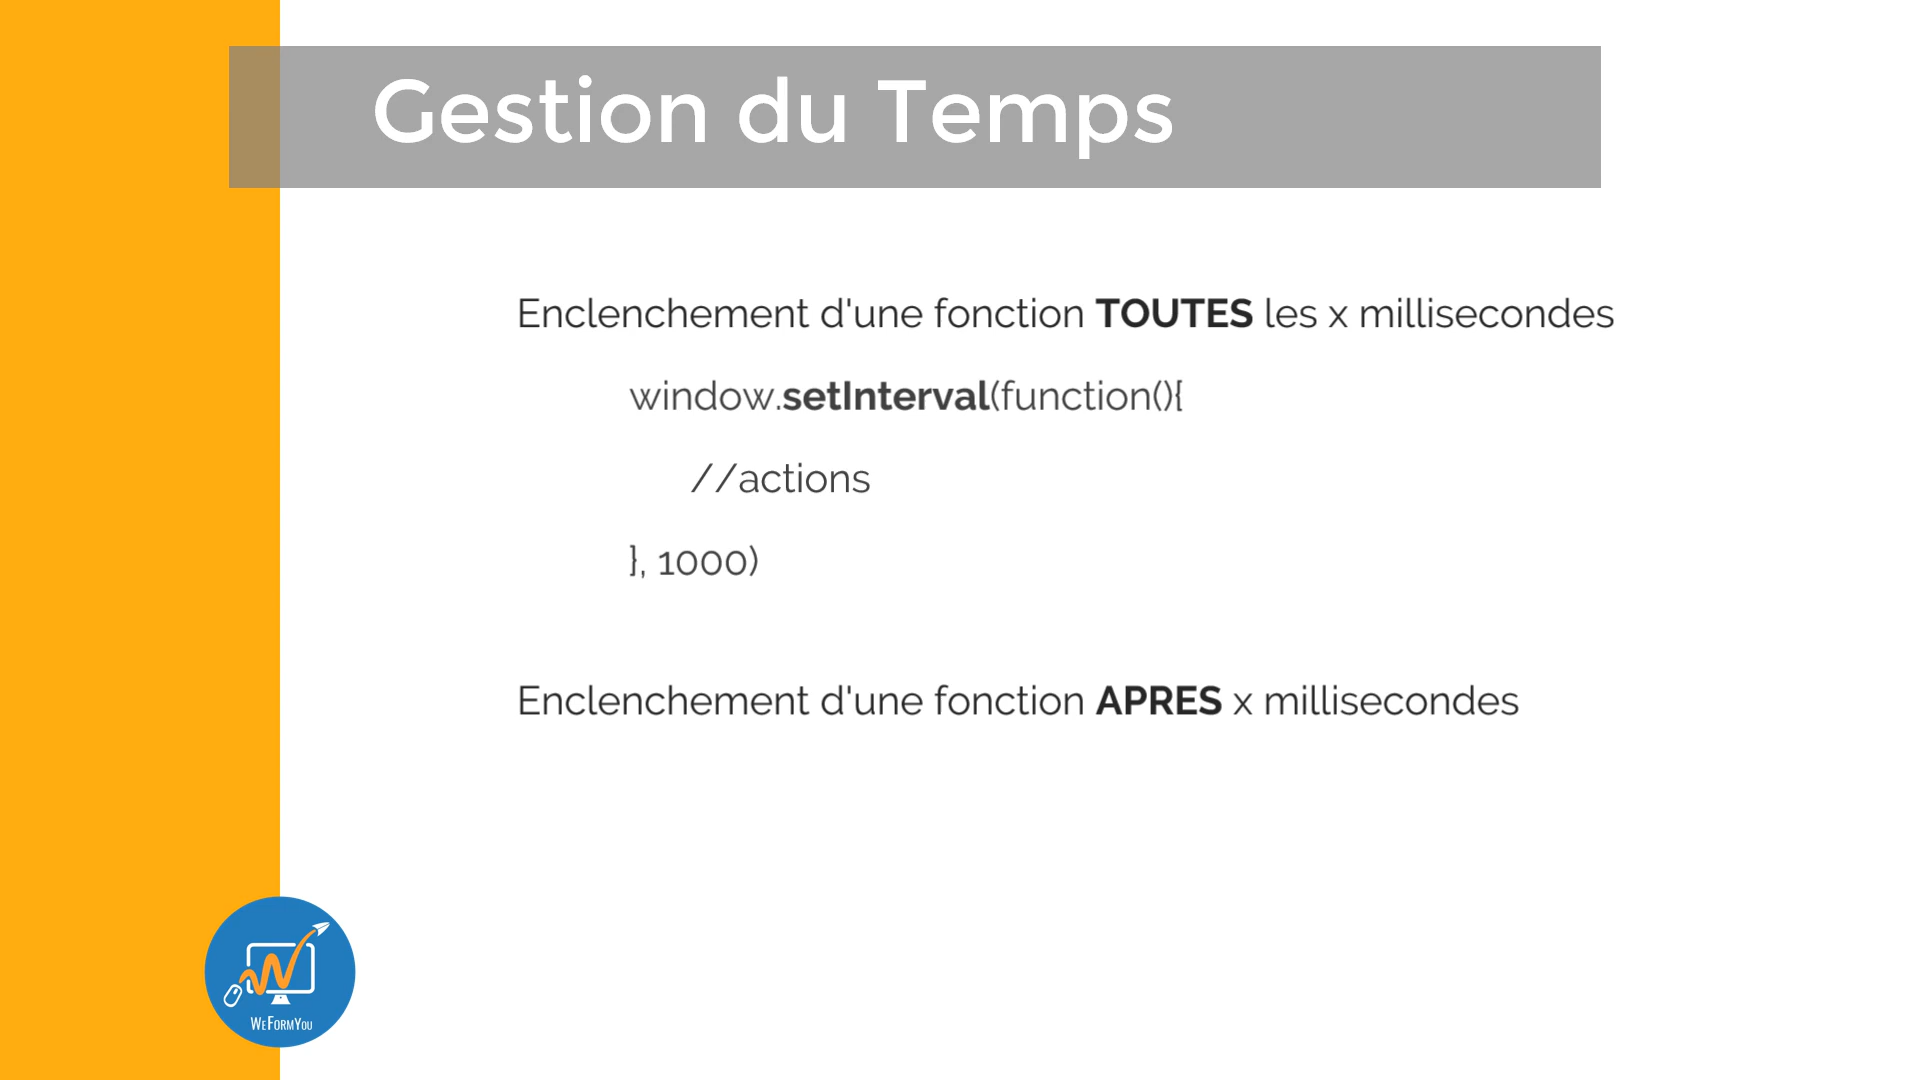 Gestion du Temps
Enclenchement d'une fonction TOUTES les x millisecondes
window.setInterval(function(){
//actions
}, 1000)
Enclenchement d'une fonction APRES x millisecondes
WeFormYou